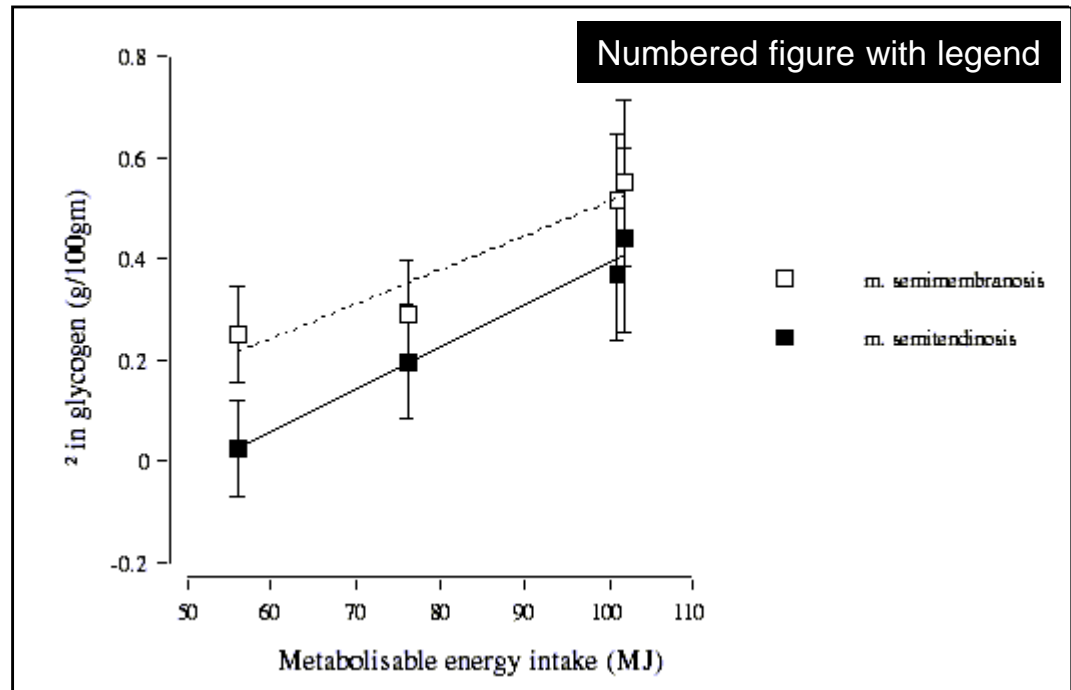 Numbered figure with legend
0.8
0.6
0.4
0.2
0
-0.2
² in glycogen (g/100gm)
50 60 70 80 90 100 110
Metabolisable energy intake (MJ)
m. semimembranosis
m. semitendinosis